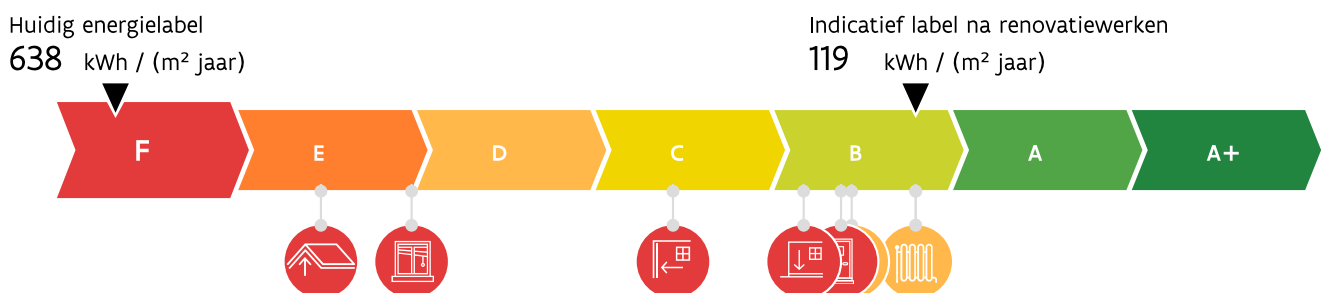 Huidig energielabel
638 kWh / (m² jaar)
Indicatief label na renovatiewerken
119 kWh / (m² jaar)
F E D C B A A+